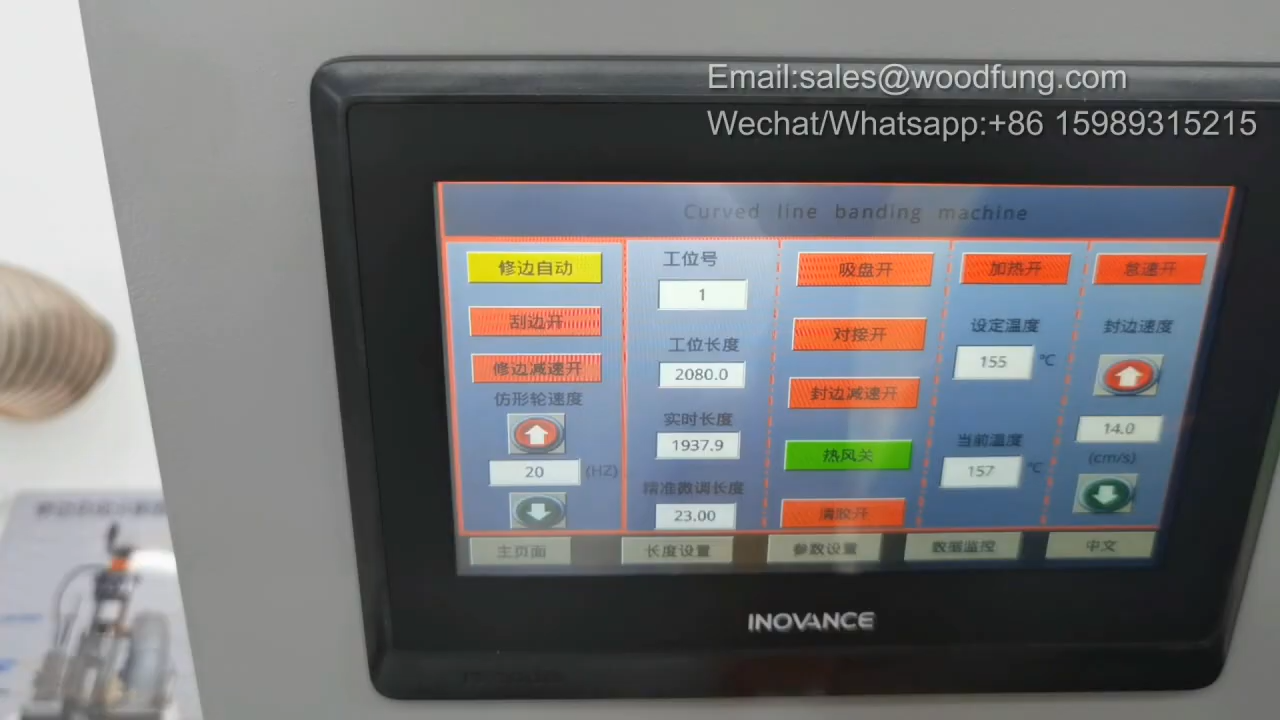 Email:sales@woodfung.com
Wechat/Whatsapp:+86 15989315215
Curved line banding machine
修边自动
刮边开
修边减速开
仿形轮速度
20
(HZ)
工位号
1
工位长度
2080.0
实时长度
1937.9
精准微调长度
23.00
吸盘开
对接开
封边减速开
热风关
清胶开
加热开
设定温度
155
℃
当前温度
157
℃
怠速开
封边速度
14.0
(cm/s)
主页面
长度设置
参数设置
数据监控
中文
INOVANCE